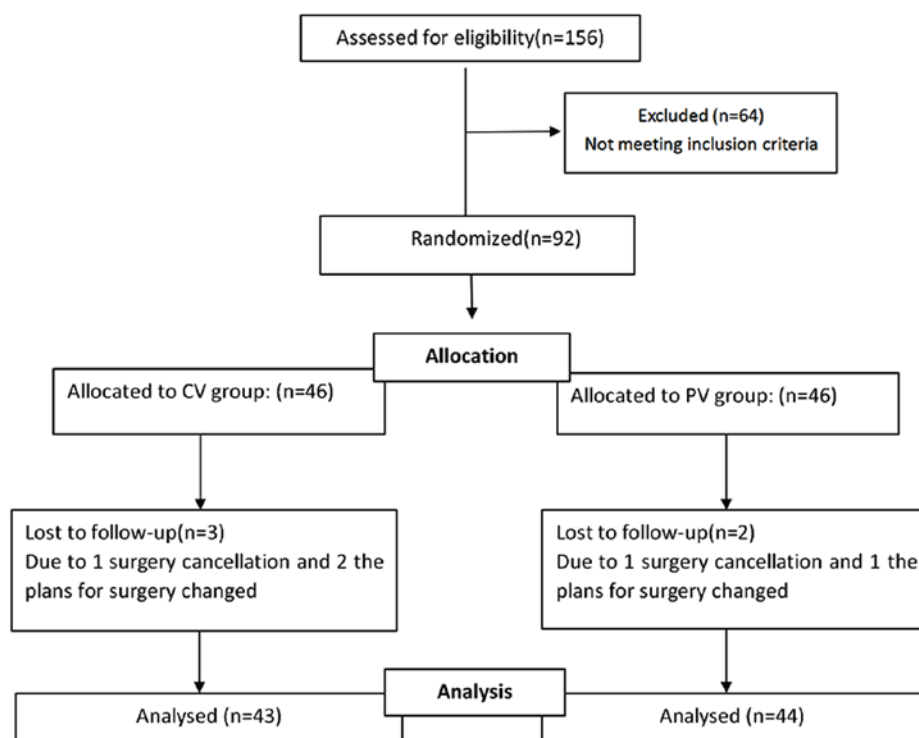 Assessed for eligibility(n=156)
Excluded (n=64)
Not meeting inclusion criteria
Randomized(n=92)
Allocation
Allocated to CV group: (n=46)
Allocated to PV group: (n=46)
Lost to follow-up(n=3)
Due to 1 surgery cancellation and 2 the
plans for surgery changed
Lost to follow-up(n=2)
Due to 1 surgery cancellation and 1 the
plans for surgery changed
Analysis
Analysed (n=43)
Analysed (n=44)